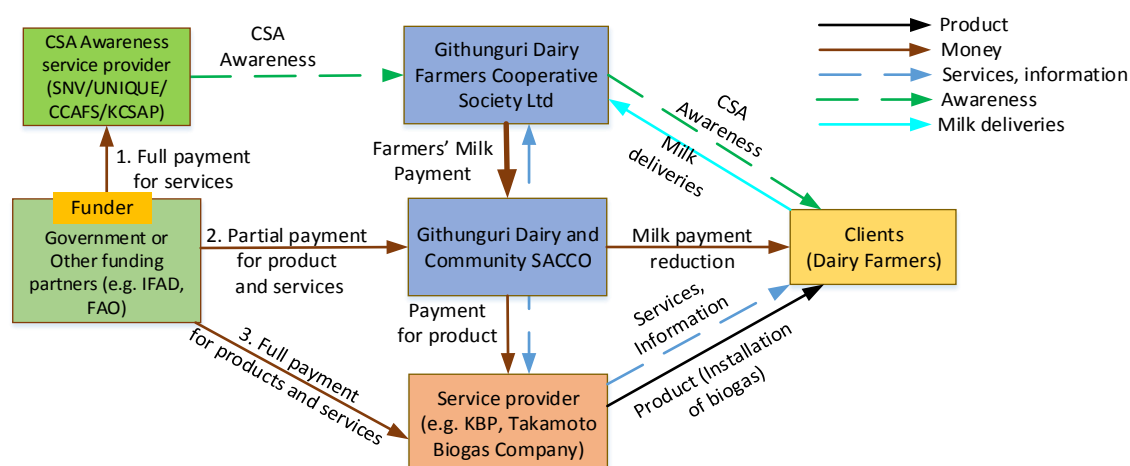 CSA Awareness
service provider
(SNV/UNIQUE/
CCAFS/KCSAP)
CSA
Awareness
Githunguri Dairy
Farmers Cooperative
Society Ltd
Product
Money
Services, information
Awareness
Milk deliveries
CSA
Awareness
Milk
deliveries
1. Full payment
for services
Farmers’ Milk
Payment
Funder
Government or
Other funding
partners (e.g. IFAD,
FAO)
2. Partial payment
for product
and services
Githunguri Dairy and
Community SACCO
Milk payment
reduction
Clients
(Dairy Farmers)
Payment
for product
Services,
Information
3. Full payment
for products and services
Service provider
(e.g. KBP, Takamoto
Biogas Company)
Product (Installation
of biogas)